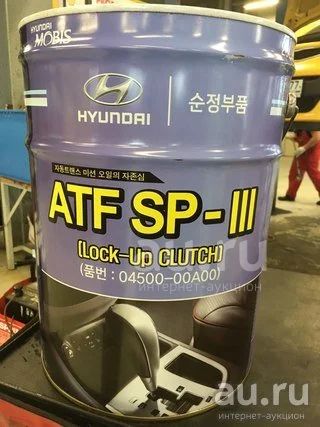 HYUNDAI
MOBIS
HYUNDAI
순정부품
자동트랜스 미션 오일의 자존심
ATF SP-III
(Lock-Up CLUTCH)
(품번 : 04500-00A00)
au.ru
интернет-аукцион
au.ru
интернет-аукцион